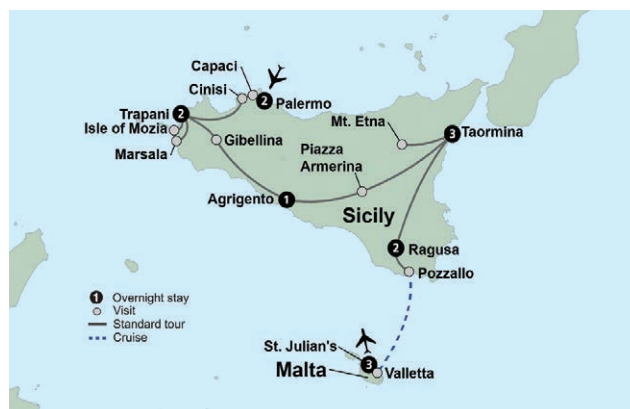 Capaci
Cinisi
2 Palermo
Trapani 2
Isle of Mozia
Marsala
Gibellina
Mt. Etna
3 Taormina
Piazza
Armerina
Agrigento 1
Sicily
2 Ragusa
Pozzallo
1 Overnight stay
Visit
Standard tour
Cruise
St. Julian's 3
Malta
Valletta